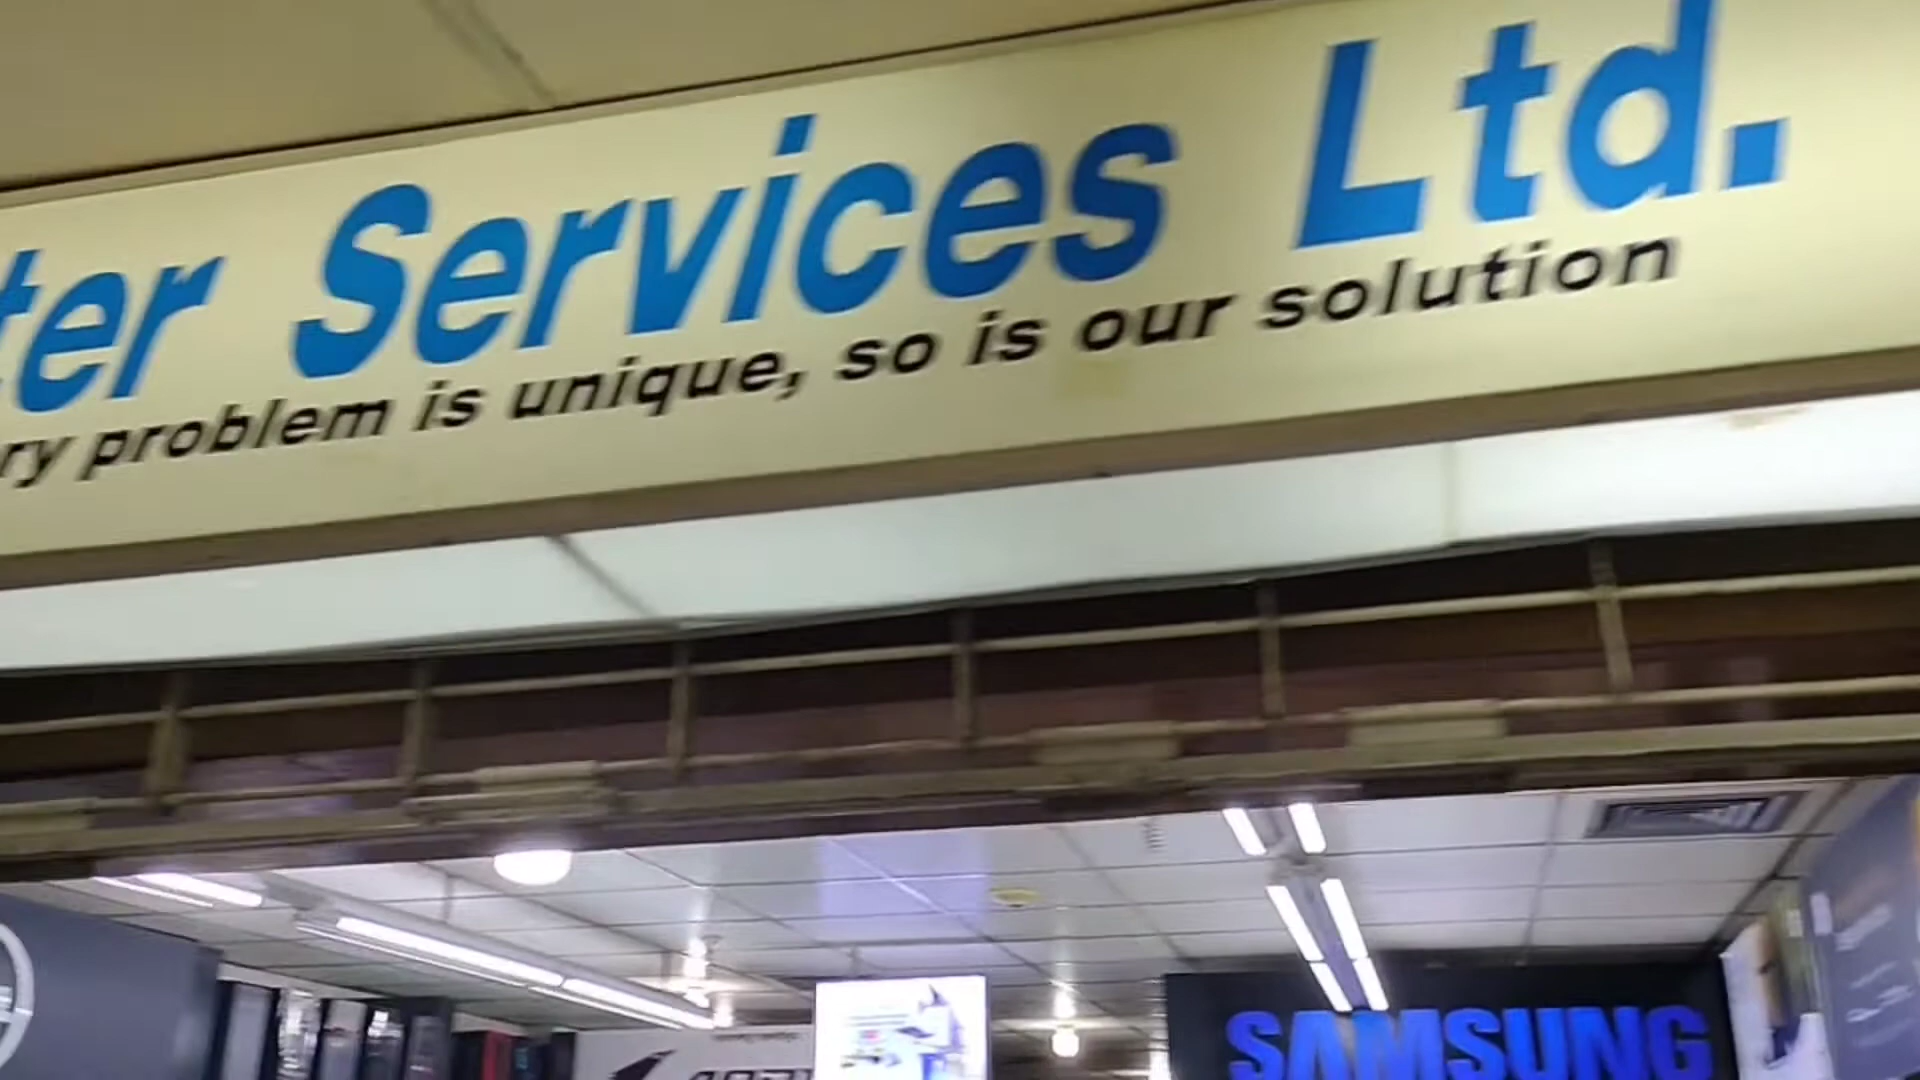 ter Services Ltd.
ry problem is unique, so is our solution
SAMSUNG